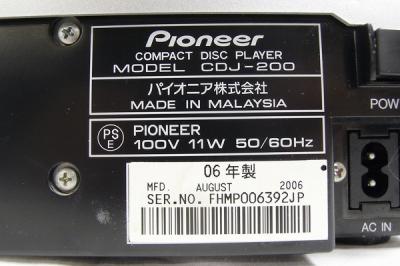 Pioneer
COMPACT DISC PLAYER
MODEL CDJ-200
パイオニア株式会社
MADE IN MALAYSIA
PS E PIONEER
100V 11W 50/60Hz
06年製
MFD. AUGUST 2006
SER.NO. FHMP006392JP
POW
AC IN